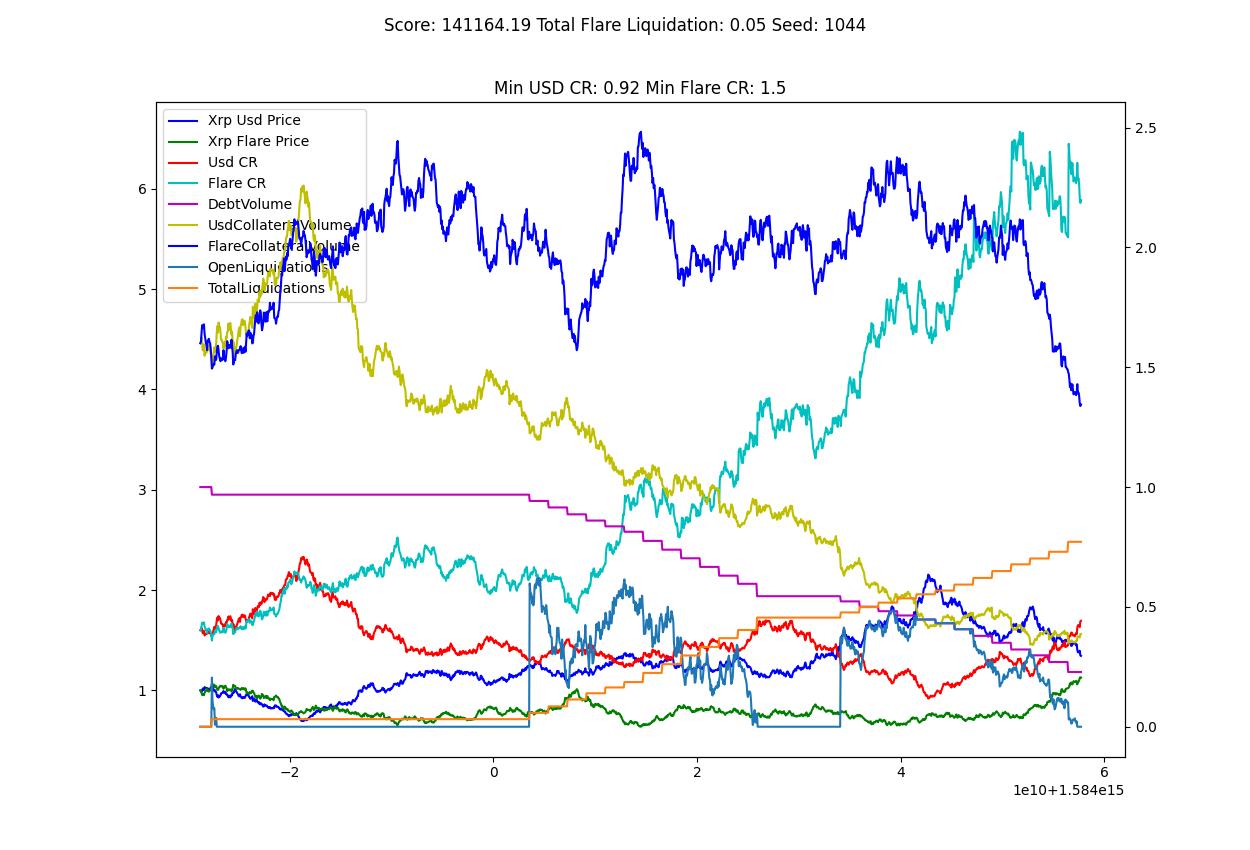 Score: 141164.19 Total Flare Liquidation: 0.05 Seed: 1044
Min USD CR: 0.92 Min Flare CR: 1.5
Xrp Usd Price
Xrp Flare Price
Usd CR
Flare CR
DebtVolume
UsdCollateralVolume
FlareCollateralVolume
OpenLiquidations
TotalLiquidations
6
5
4
3
2
1
2.5
2.0
1.5
1.0
0.5
0.0
−2
0
2
4
6
1e10+1.584e15